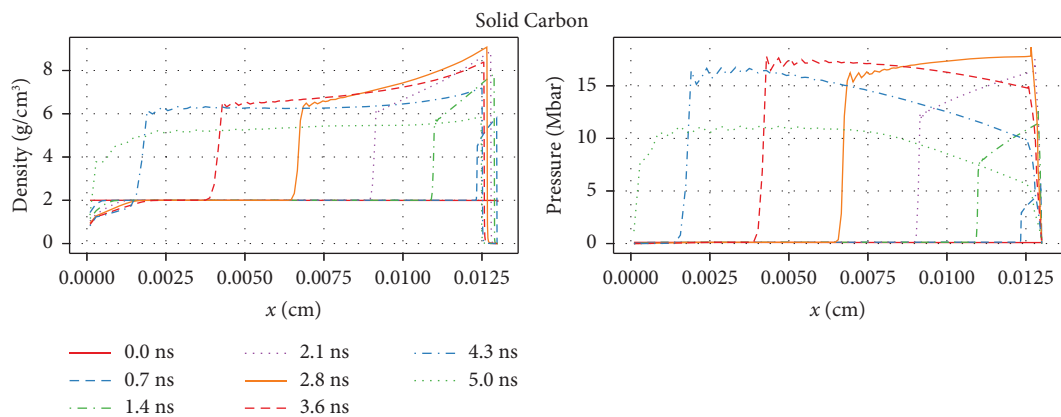 Solid Carbon
Density (g/cm³)
8
6
4
2
0
0.0000 0.0025 0.0050 0.0075 0.0100 0.0125
x (cm)
Pressure (Mbar)
15
10
5
0
0.0000 0.0025 0.0050 0.0075 0.0100 0.0125
x (cm)
0.0 ns 2.1 ns 4.3 ns
0.7 ns 2.8 ns 5.0 ns
1.4 ns 3.6 ns